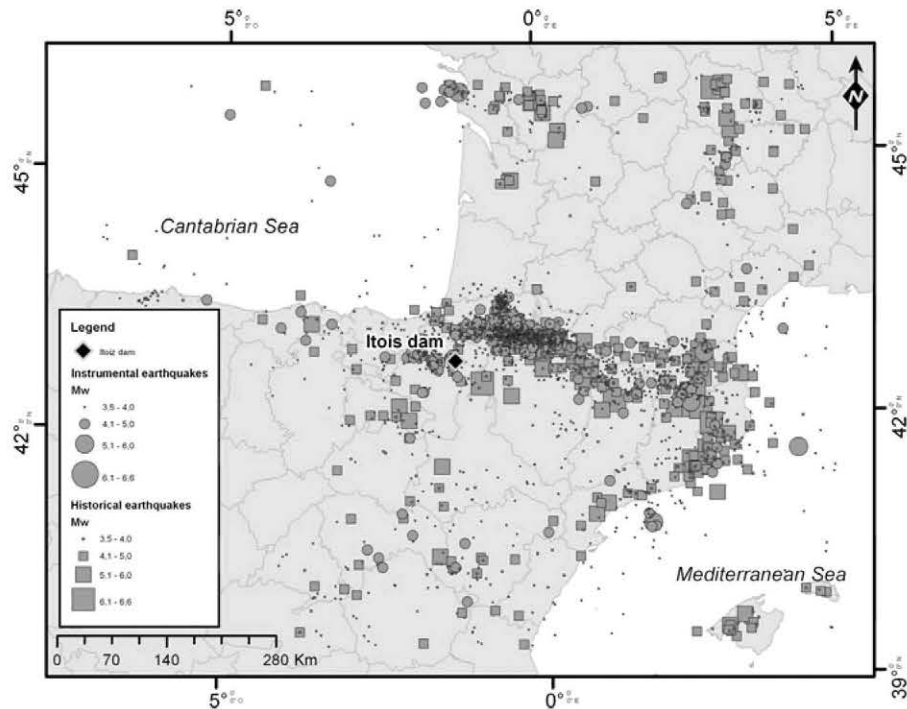 5° 0° 5°
N
45° 45°
Cantabrian Sea
Itois dam
Legend
Itoiz dam
Instrumental earthquakes
Mw
3,5 - 4,0
4,1 - 5,0
5,1 - 6,0
6,1 - 6,6
Historical earthquakes
Mw
3,5 - 4,0
4,1 - 5,0
5,1 - 6,0
6,1 - 6,6
42° 42°
Mediterranean Sea
0 70 140 280 Km
39°
5° 0°